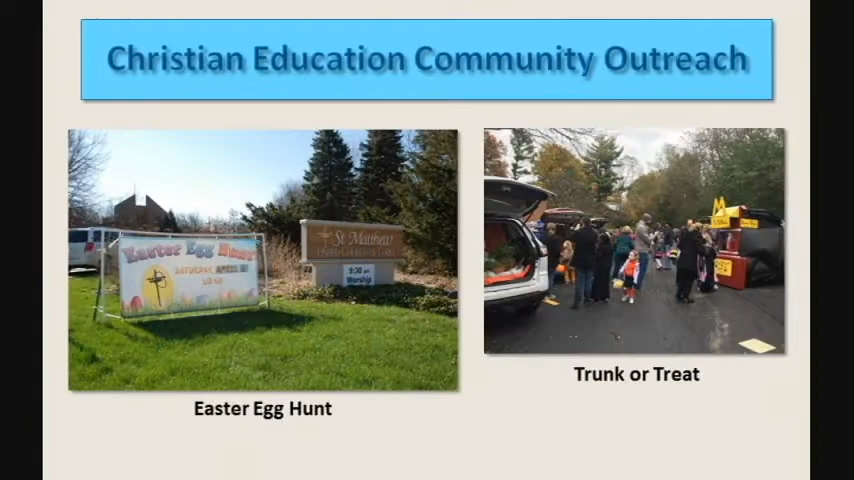 Christian Education Community Outreach
Easter Egg Hunt
SATURDAY, APRIL
St. Matthew
9:30 am
Worship
Easter Egg Hunt
Trunk or Treat